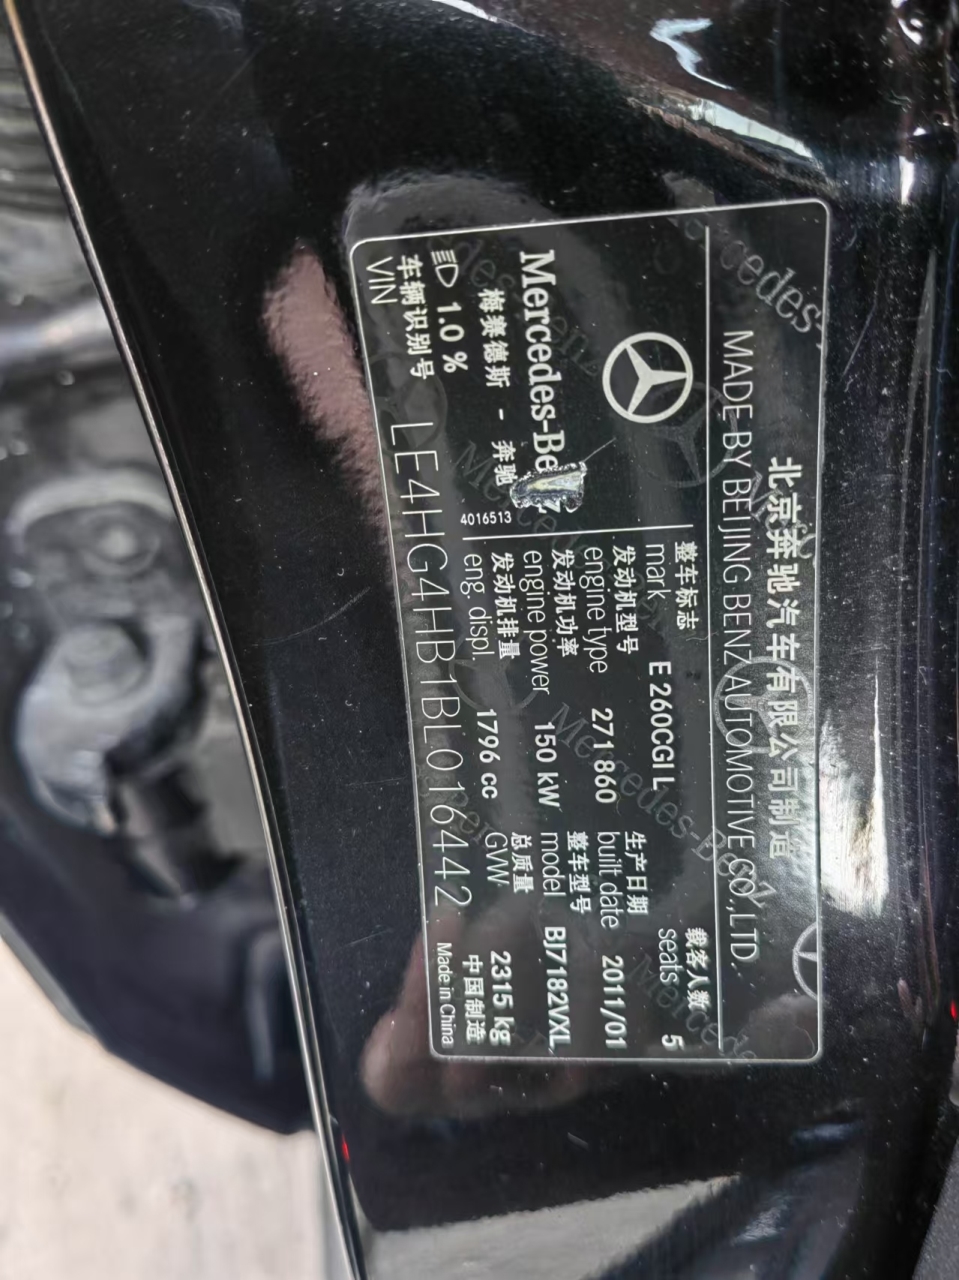 北京奔驰汽车有限公司制造
MADE BY BEIJING BENZ AUTOMOTIVE CO.,LTD.
Mercedes-Benz
梅赛德斯 - 奔驰
4016513
1.0 %
整车标志
mark
E 260CGI L
载客人数
seats
5
发动机型号
engine type
271 860
生产日期
built date
2011/01
发动机功率
engine power
150 kW
整车型号
model
BJ7182VXL
发动机排量
eng. displ.
1796 cc
总质量
GVW
2315 kg
车辆识别号
VIN
LE4HG4HB1BL016442
中国制造
Made in China